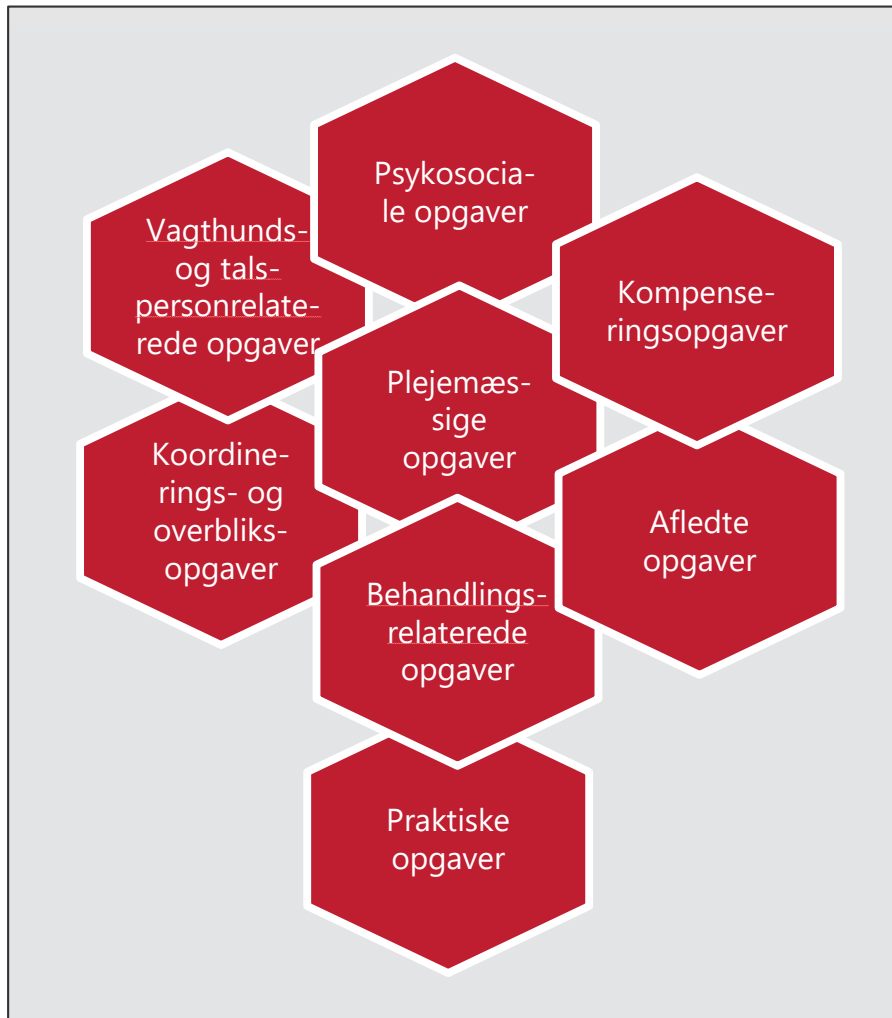 Psykosocia-
le opgaver
Vagthunds-
og tals-
personrelate-
rede opgaver
Kompense-
ringsopgaver
Plejemæs-
sige
opgaver
Koordine-
rings- og
overbliks-
opgaver
Afledte
opgaver
Behandlings-
relaterede
opgaver
Praktiske
opgaver